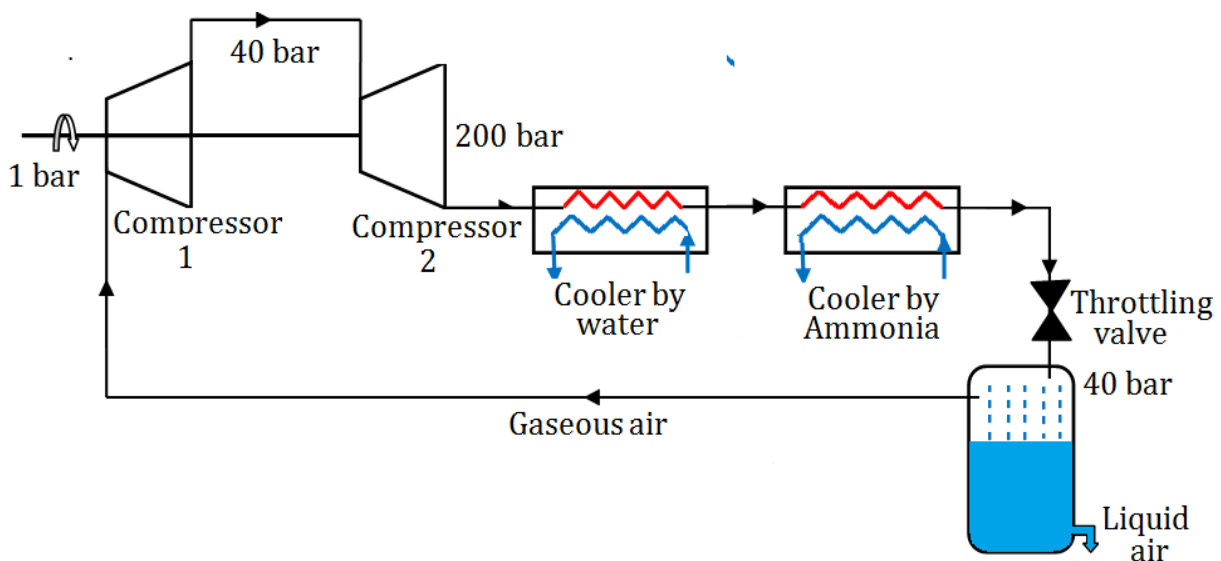 40 bar
200 bar
1 bar
Compressor
1
Compressor
2
Cooler by
water
Cooler by
Ammonia
Throttling
valve
40 bar
Gaseous air
Liquid
air